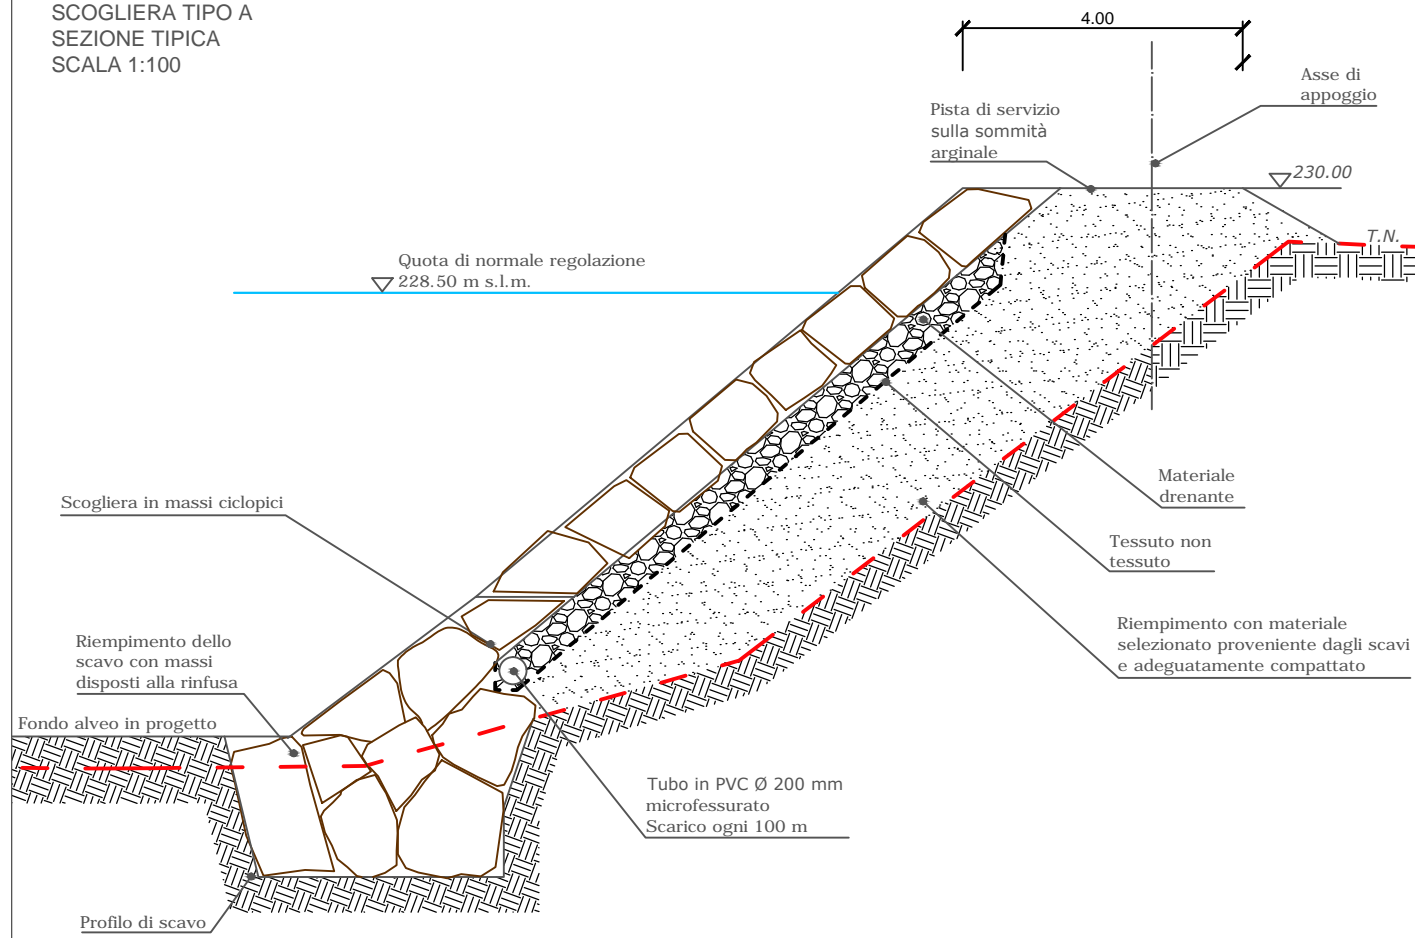 SCOGLIERA TIPO A
SEZIONE TIPICA
SCALA 1:100
4.00
Asse di
appoggio
Pista di servizio
sulla sommità
arginale
230.00
T.N.
Quota di normale regolazione
228.50 m s.l.m.
Materiale
drenante
Scogliera in massi ciclopici
Tessuto non
tessuto
Riempimento con materiale
selezionato proveniente dagli scavi
e adeguatamente compattato
Riempimento dello
scavo con massi
disposti alla rinfusa
Fondo alveo in progetto
Tubo in PVC Ø 200 mm
microfessurato
Scarico ogni 100 m
Profilo di scavo